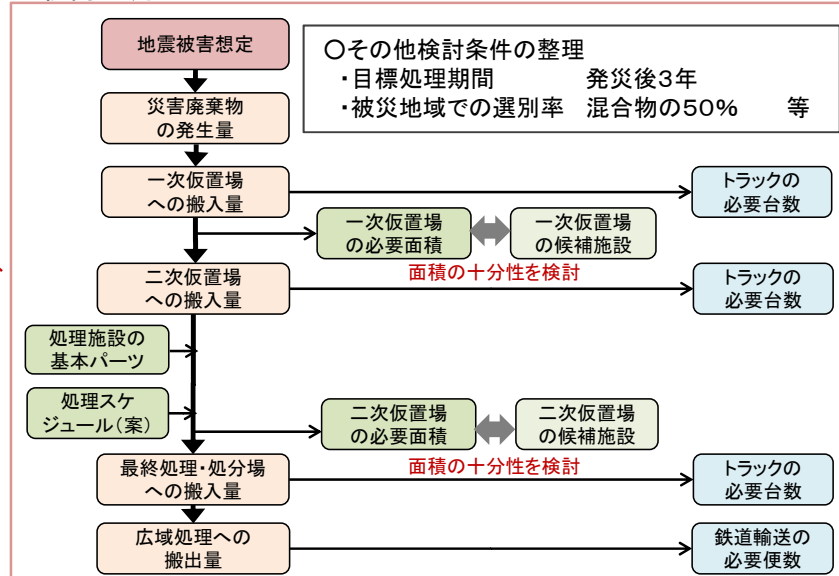 地震被害想定
〇その他検討条件の整理
・目標処理期間　発災後3年
・被災地域での選別率　混合物の50%　等
災害廃棄物
の発生量
一次仮置場
への搬入量
トラックの
必要台数
一次仮置場
の必要面積
一次仮置場
の候補施設
面積の十分性を検討
二次仮置場
への搬入量
トラックの
必要台数
処理施設の
基本パーツ
処理スケ
ジュール(案)
二次仮置場
の必要面積
二次仮置場
の候補施設
面積の十分性を検討
最終処理・処分場
への搬入量
トラックの
必要台数
広域処理への
搬出量
鉄道輸送の
必要便数